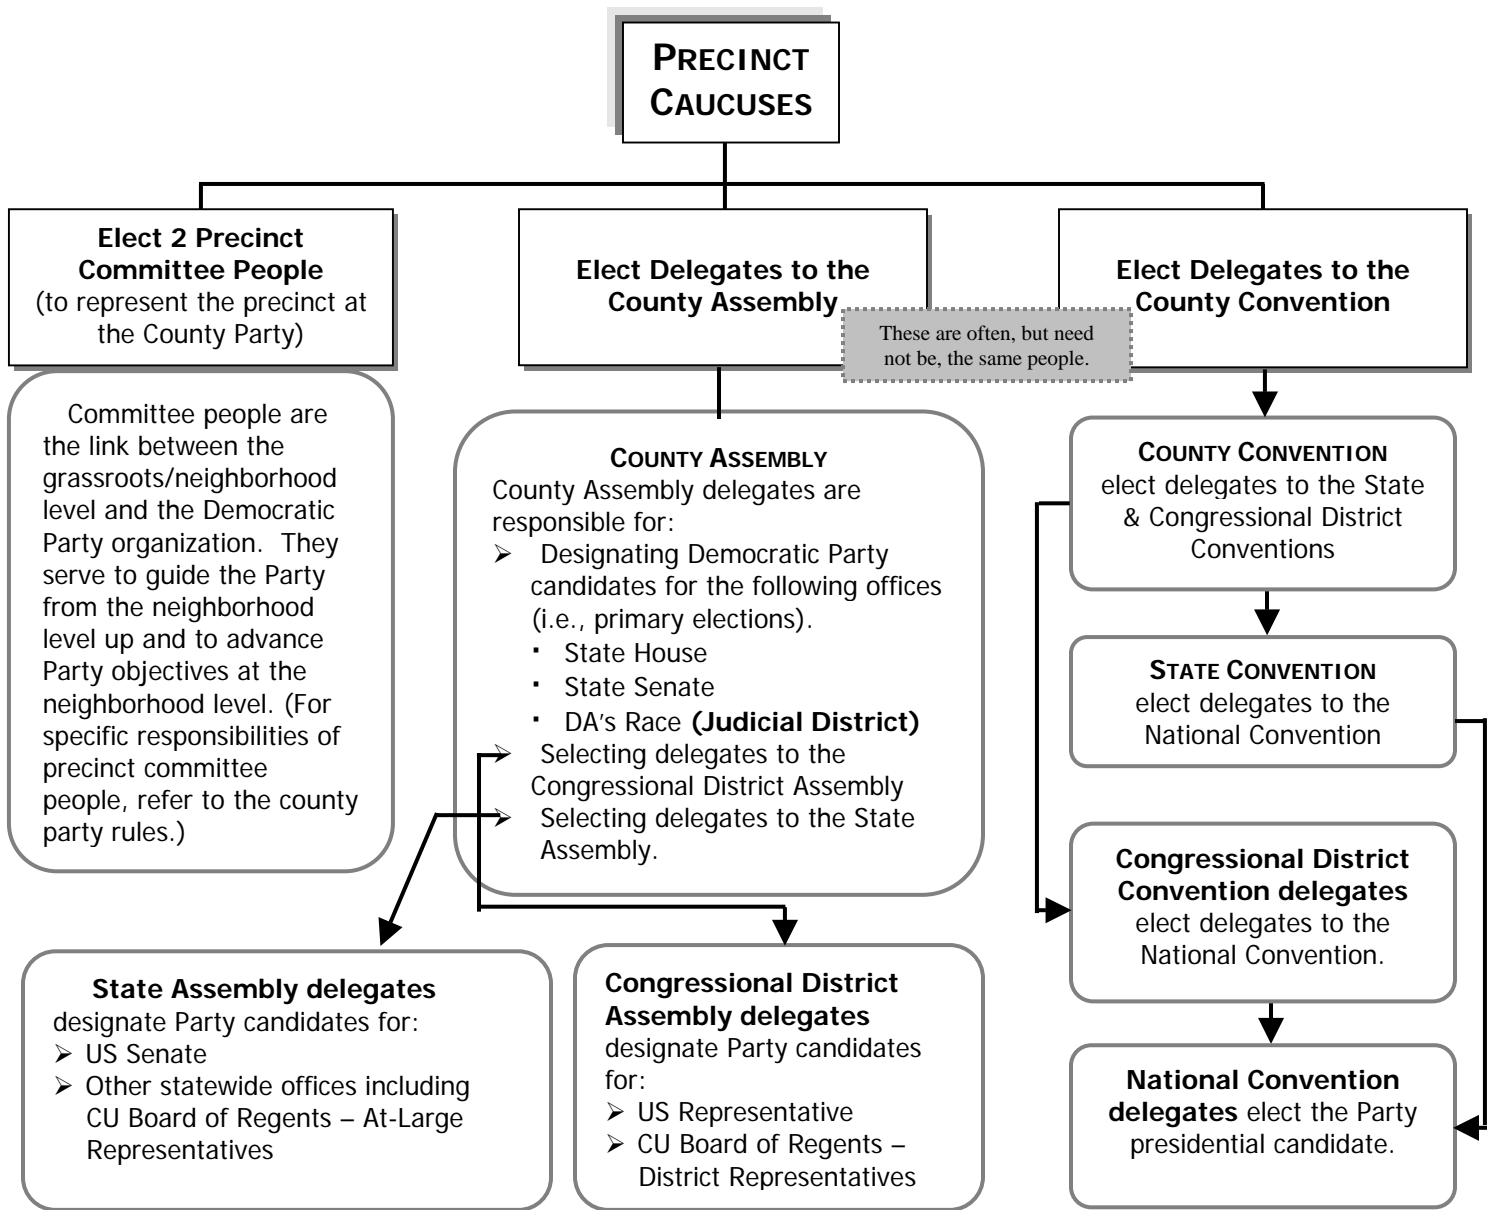 PRECINCT
CAUCUSES
Elect 2 Precinct
Committee People
(to represent the precinct at
the County Party)
Elect Delegates to the
County Assembly
Elect Delegates to the
County Convention
These are often, but need
not be, the same people.
Committee people are
the link between the
grassroots/neighborhood
level and the Democratic
Party organization. They
serve to guide the Party
from the neighborhood
level up and to advance
Party objectives at the
neighborhood level. (For
specific responsibilities of
precinct committee
people, refer to the county
party rules.)
COUNTY ASSEMBLY
County Assembly delegates are
responsible for:
➢ Designating Democratic Party
candidates for the following offices
(i.e., primary elections).
▪ State House
▪ State Senate
▪ DA's Race (Judicial District)
➢ Selecting delegates to the
Congressional District Assembly
➢ Selecting delegates to the State
Assembly.
COUNTY CONVENTION
elect delegates to the State
& Congressional District
Conventions
STATE CONVENTION
elect delegates to the
National Convention
Congressional District
Convention delegates
elect delegates to the
National Convention.
National Convention
delegates elect the Party
presidential candidate.
State Assembly delegates
designate Party candidates for:
➢ US Senate
➢ Other statewide offices including
CU Board of Regents – At-Large
Representatives
Congressional District
Assembly delegates
designate Party candidates
for:
➢ US Representative
➢ CU Board of Regents –
District Representatives